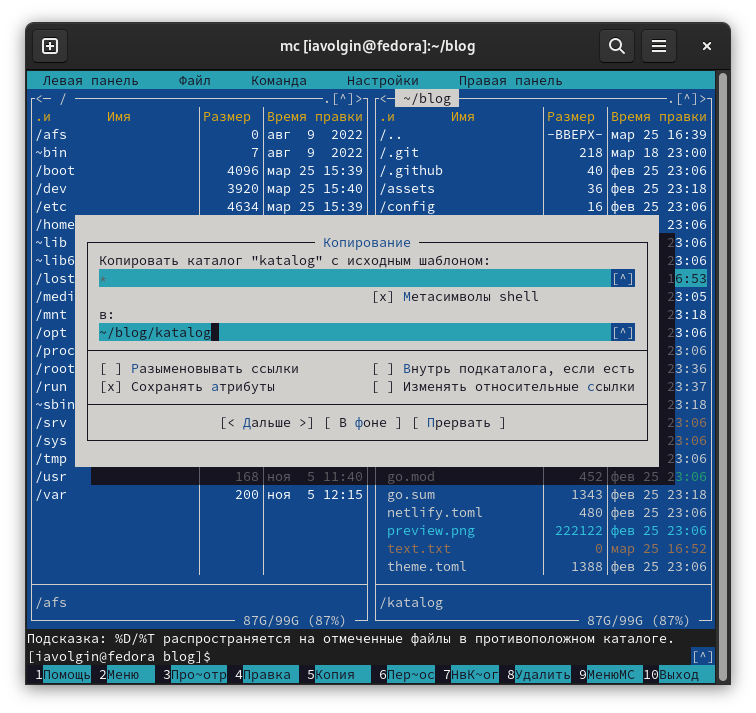 mc [iavolgin@fedora]:~/blog
Левая панель Файл Команда Настройки Правая панель
<─ / .[^]> <─ ~/blog .[^]>
.и Имя Размер Время правки .и Имя Размер Время правки
/afs 0 авг 9 2022 /.. -ВВЕРХ- мар 25 16:39
~bin 7 авг 9 2022 /.git 218 мар 18 23:00
/boot 4096 мар 25 15:39 /.github 40 фев 25 23:06
/dev 3920 мар 25 15:40 /assets 36 фев 25 23:18
/etc 4634 мар 25 15:39 /config 16 фев 25 23:06
/home 23:06
~lib Копирование 23:06
~lib6 Копировать каталог "katalog" с исходным шаблоном: 23:06
/lost * [^] 16:53
/medi [x] Метасимволы shell 23:05
/mnt в: 23:18
/opt ~/blog/katalog [^] 23:06
/proc 23:06
/root [ ] Разыменовывать ссылки [ ] Внутрь подкаталога, если есть 23:36
/run [x] Сохранять атрибуты [ ] Изменять относительные ссылки 23:37
~sbin 23:18
/srv [< Дальше >] [ В фоне ] [ Прервать ] 23:06
/sys 23:06
/tmp 23:06
/usr 168 ноя 5 11:40 go.mod 452 фев 25 23:06
/var 200 ноя 5 12:15 go.sum 1343 фев 25 23:18
netlify.toml 480 фев 25 23:06
preview.png 222122 фев 25 23:06
text.txt 0 мар 25 16:52
theme.toml 1388 фев 25 23:06
/afs /katalog
87G/99G (87%) 87G/99G (87%)
Подсказка: %D/%T распространяется на отмеченные файлы в противоположном каталоге.
[iavolgin@fedora blog]$ [^]
1Помощь 2Меню 3Про~отр 4Правка 5Копия 6Пер~ос 7НвК~ог 8Удалить 9МенюМС 10Выход